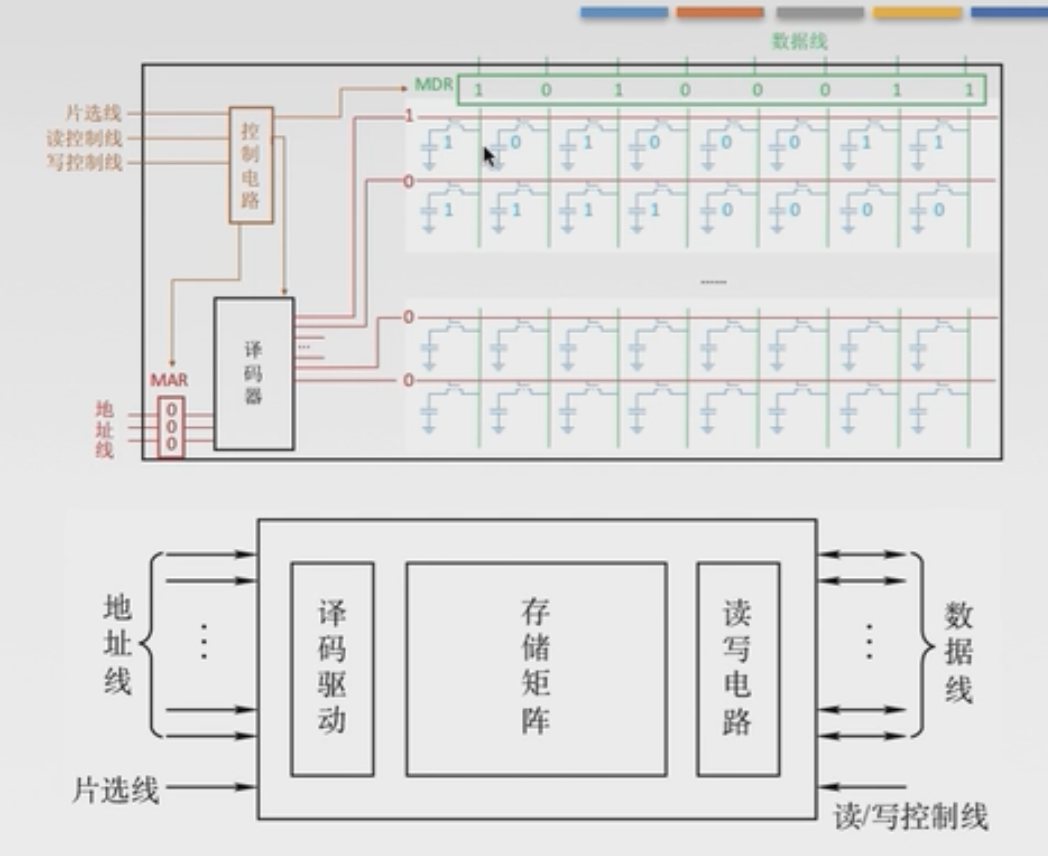 数据线
MDR 1 0 1 0 0 0 1 1
片选线
读控制线
写控制线
控制电路
1
1 0 1 0 0 0 1 1
0
1 1 1 1 0 0 0 0
......
0
0
译码器
...
MAR
地址线
0
0
0
地址线
译码驱动
存储矩阵
读写电路
数据线
片选线
读/写控制线